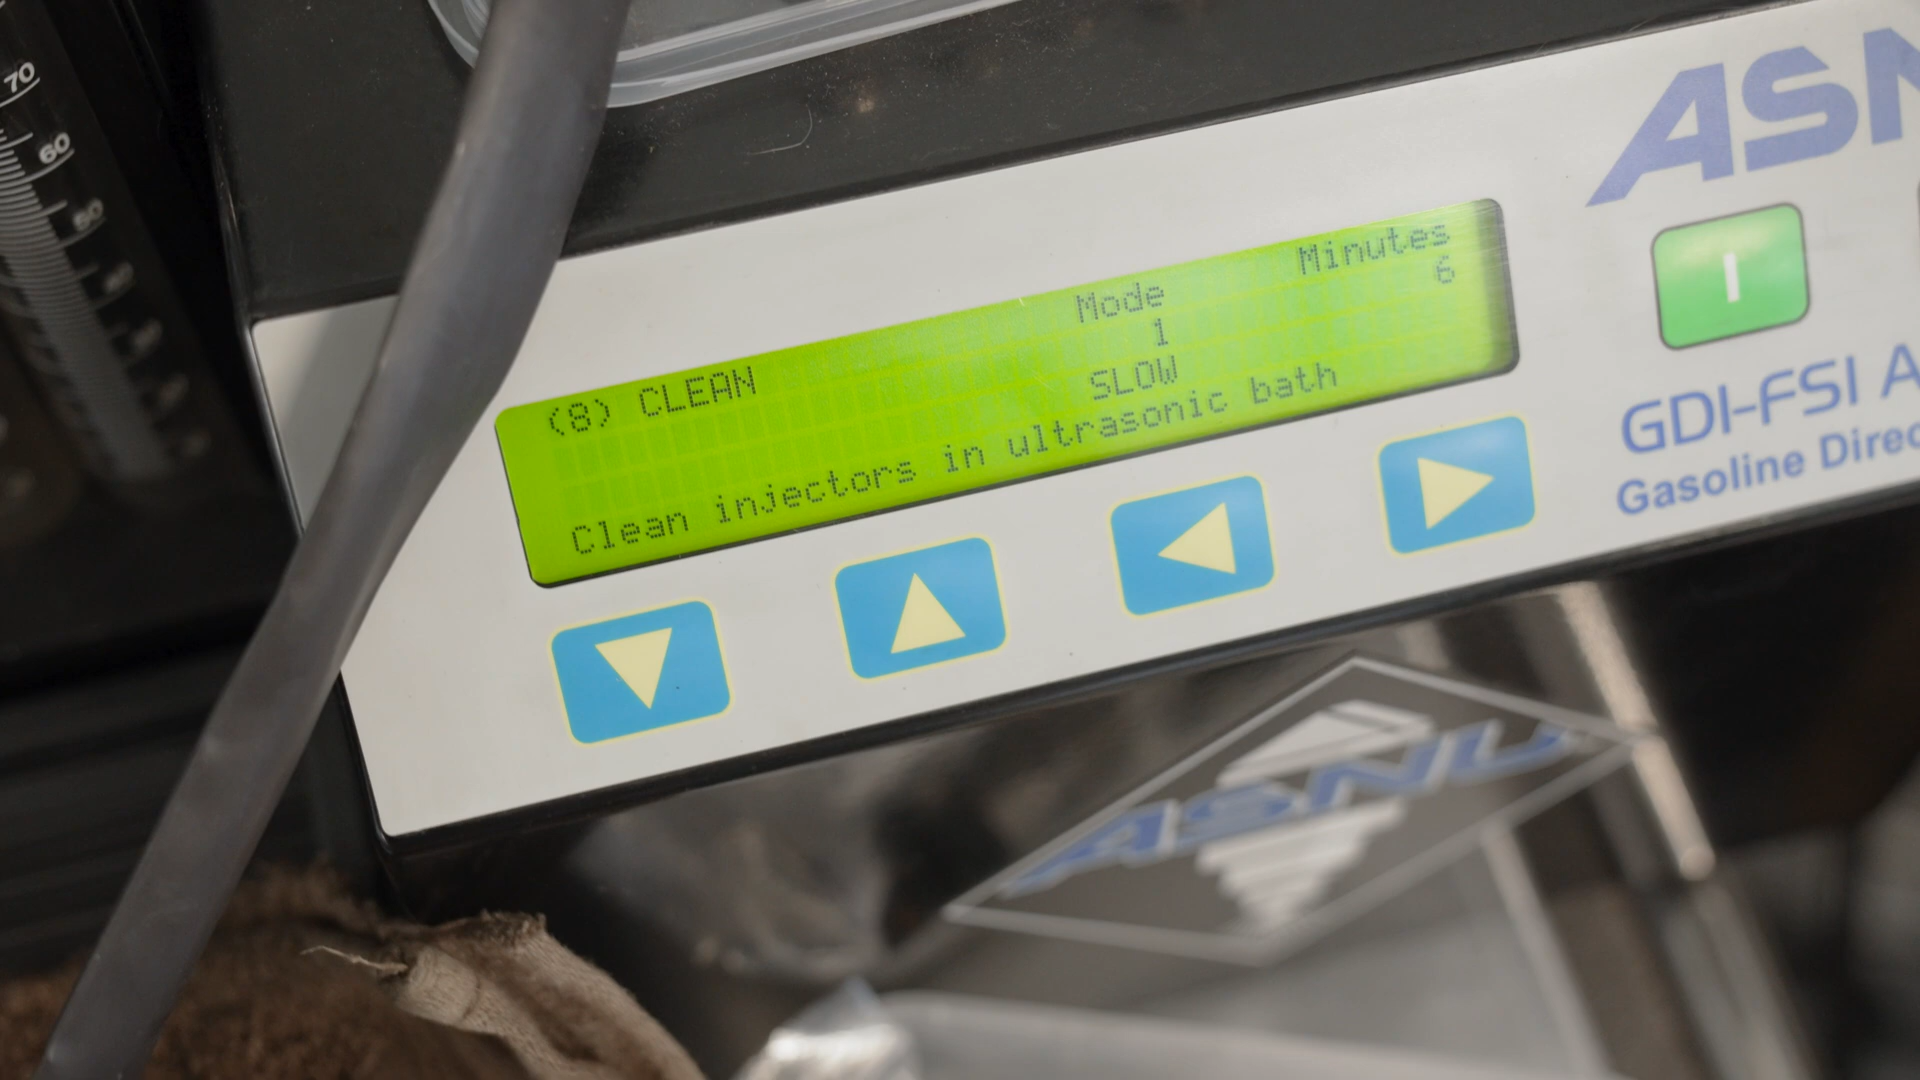 70
60
50
ASN
Minutes
6
Mode
1
(8) CLEAN
SLOW
Clean injectors in ultrasonic bath
I
GDI-FSI A
Gasoline Direc
ASNU